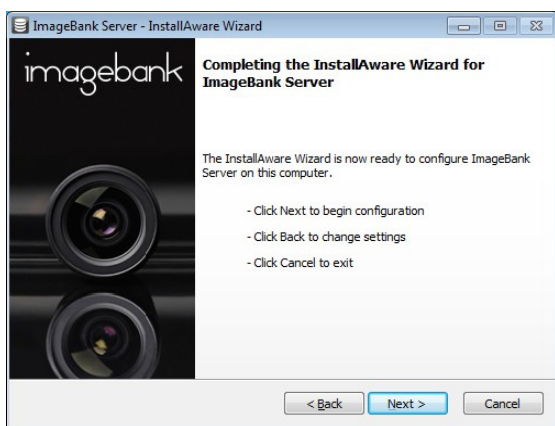 ImageBank Server - InstallAware Wizard
imagebank
Completing the InstallAware Wizard for
ImageBank Server
The InstallAware Wizard is now ready to configure ImageBank
Server on this computer.
- Click Next to begin configuration
- Click Back to change settings
- Click Cancel to exit
< Back
Next >
Cancel